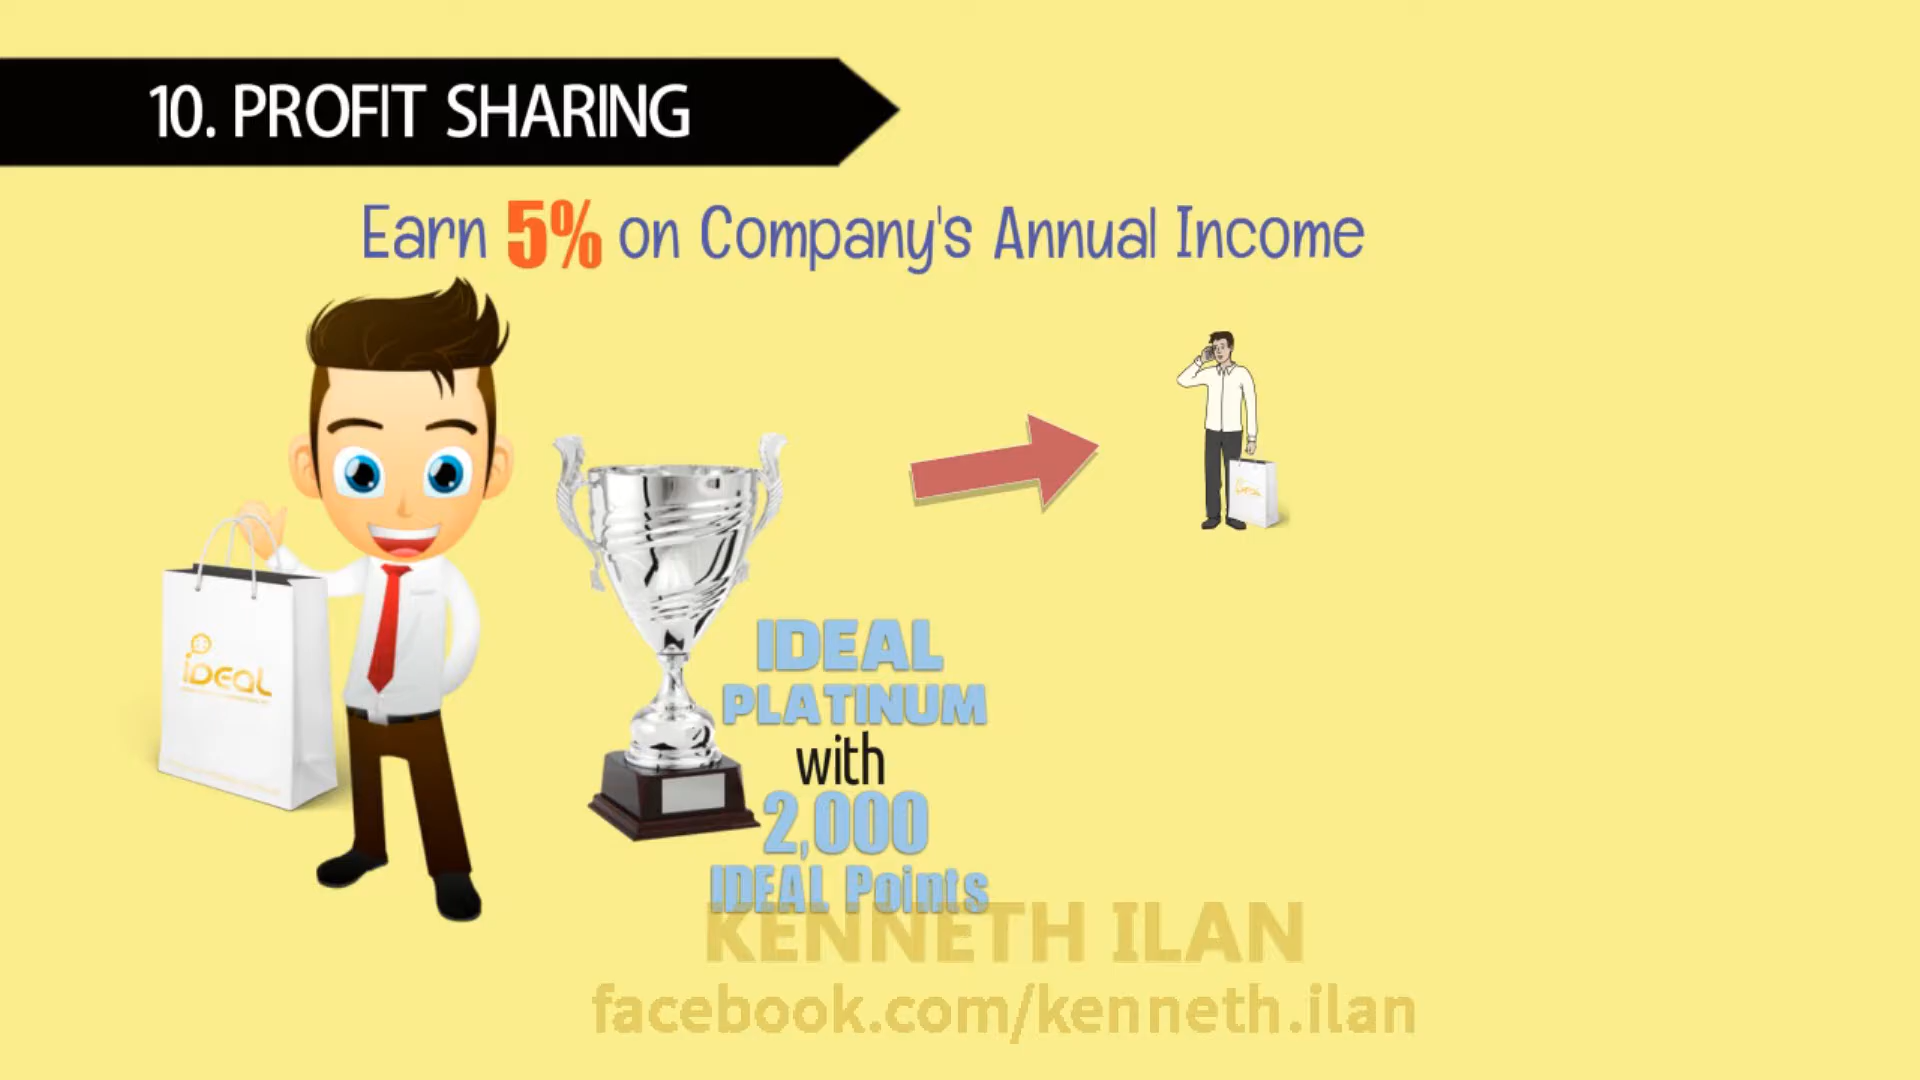 10. PROFIT SHARING
Earn 5% on Company's Annual Income
iDEAL
IDEAL
PLATINUM
with
2,000
IDEAL Points
KENNETH ILAN
facebook.com/kenneth.ilan